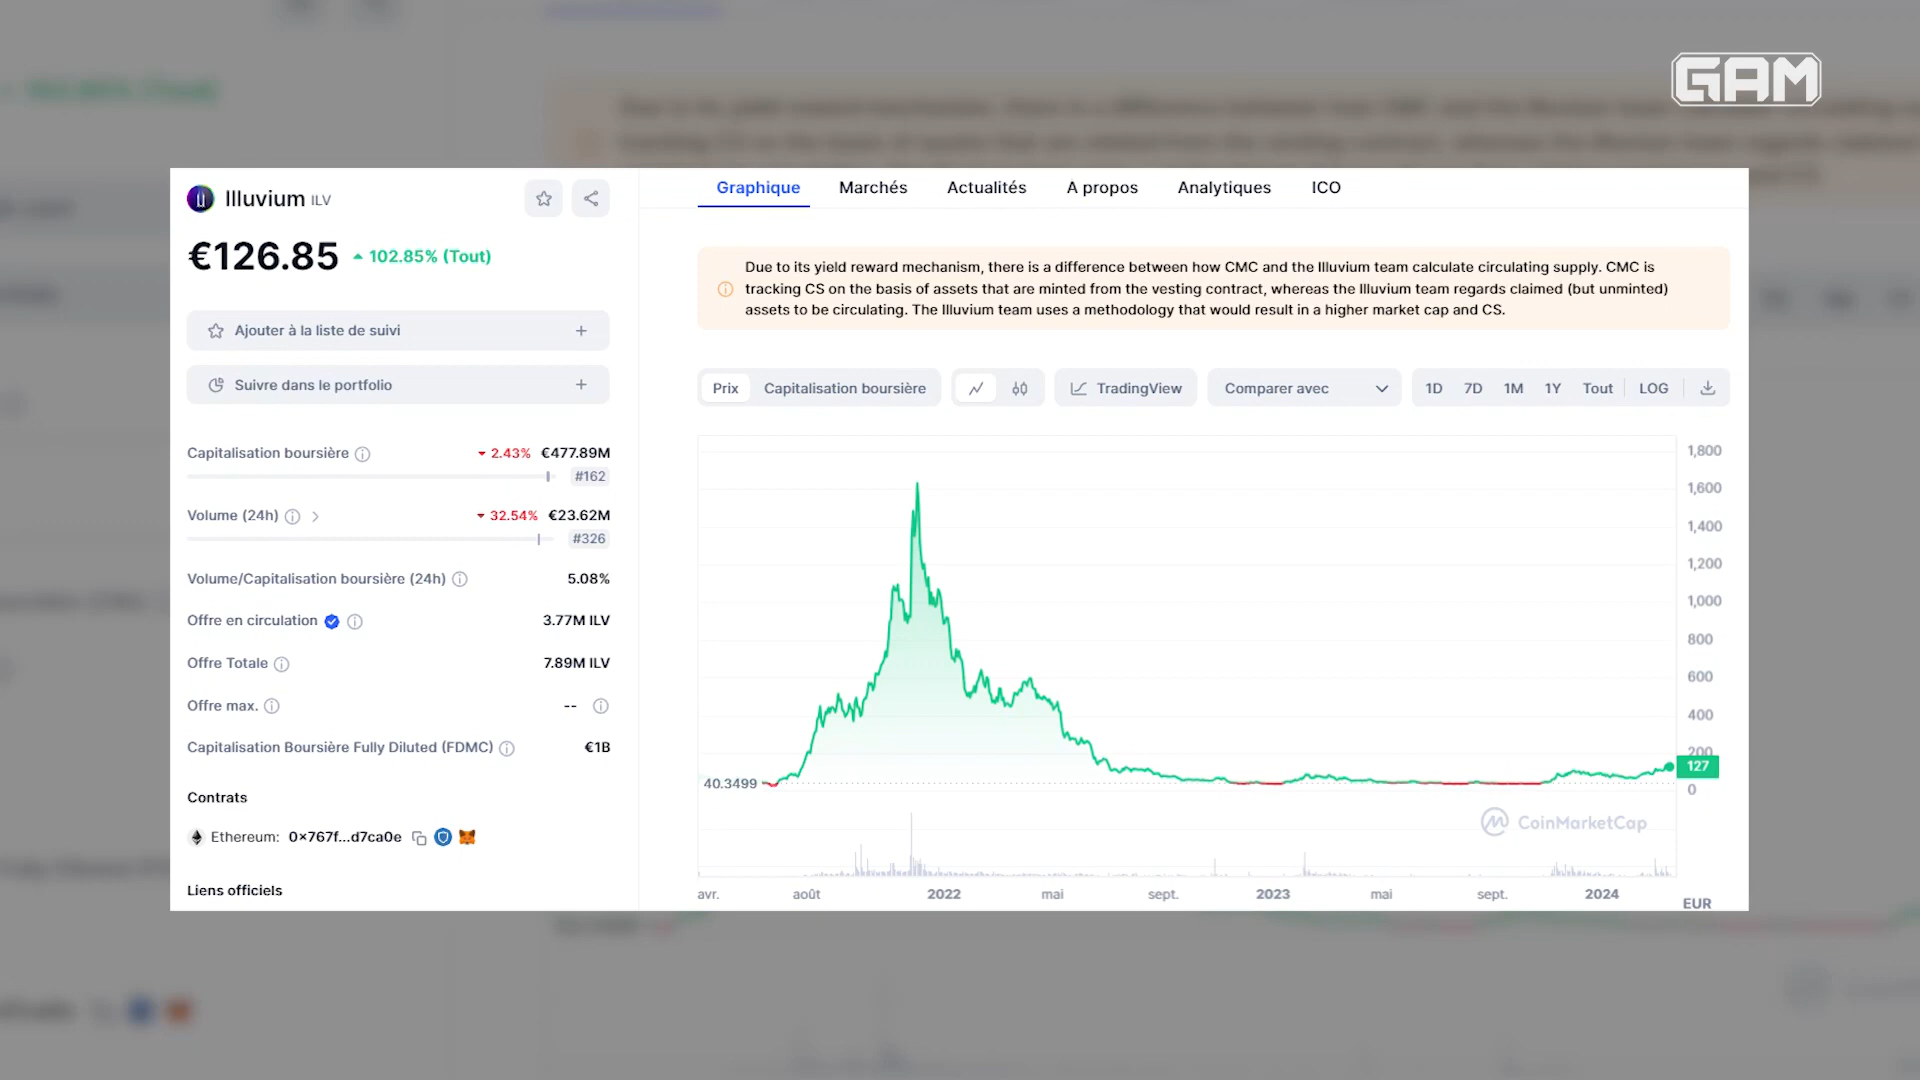 GAM
Illuvium ILV
€126.85 102.85% (Tout)
Ajouter à la liste de suivi +
Suivre dans le portfolio +
Capitalisation boursière 2.43% €477.89M
#162
Volume (24h) 32.54% €23.62M
#326
Volume/Capitalisation boursière (24h) 5.08%
Offre en circulation 3.77M ILV
Offre Totale 7.89M ILV
Offre max. --
Capitalisation Boursière Fully Diluted (FDMC) €1B
Contrats
Ethereum: 0x767f...d7ca0e
Liens officiels
Graphique Marchés Actualités A propos Analytiques ICO
Due to its yield reward mechanism, there is a difference between how CMC and the Illuvium team calculate circulating supply. CMC is
tracking CS on the basis of assets that are minted from the vesting contract, whereas the Illuvium team regards claimed (but unminted)
assets to be circulating. The Illuvium team uses a methodology that would result in a higher market cap and CS.
Prix Capitalisation boursière TradingView Comparer avec 1D 7D 1M 1Y Tout LOG
1,800
1,600
1,400
1,200
1,000
800
600
400
200
127
40.3499
0
CoinMarketCap
avr. août 2022 mai sept. 2023 mai sept. 2024
EUR